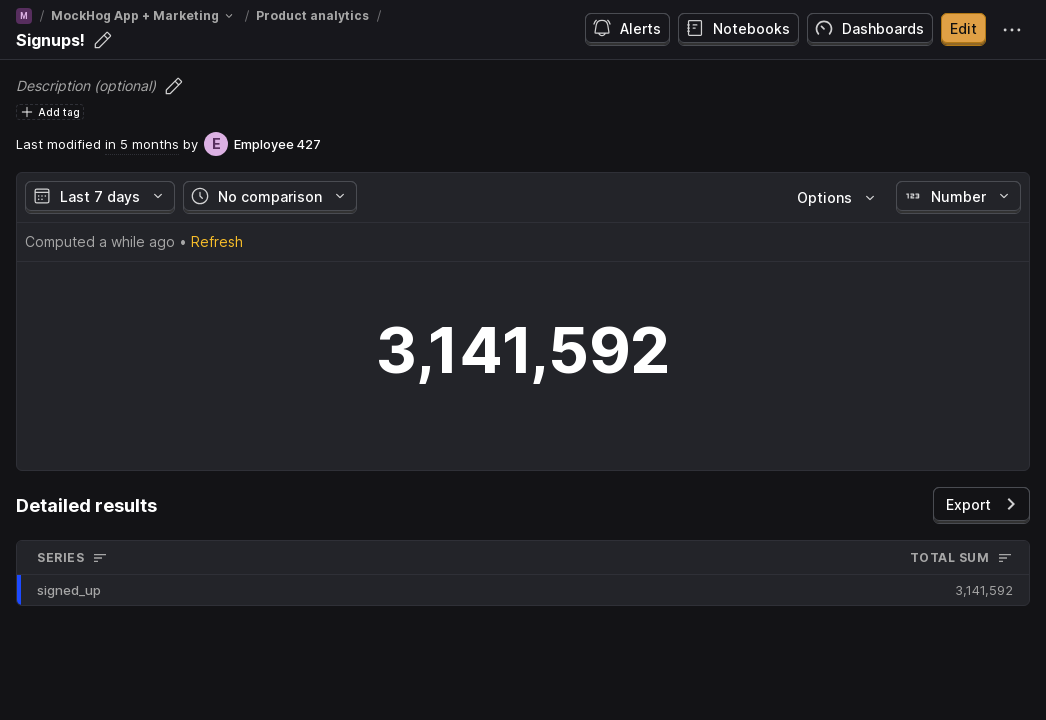 M / MockHog App + Marketing / Product analytics /
Signups!
Alerts
Notebooks
Dashboards
Edit
Description (optional)
Add tag
Last modified in 5 months by E Employee 427
Last 7 days
No comparison
Options
123 Number
Computed a while ago • Refresh
3,141,592
Detailed results
Export
SERIES
TOTAL SUM
signed_up
3,141,592